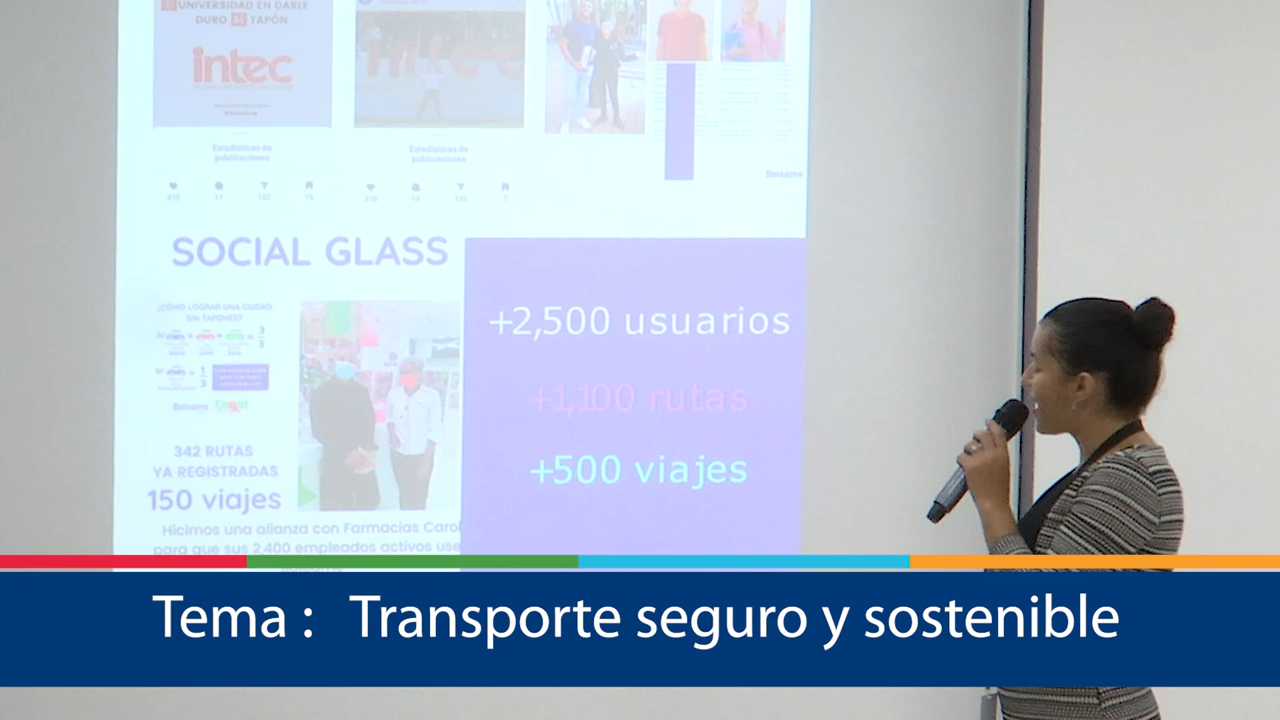 UNIVERSIDAD EN DARLE
DURO AL TAPÓN
intec
Estadísticas de
publicaciones
Estadísticas de
publicaciones
SOCIAL GLASS
¿CÓMO LOGRAR UNA CIUDAD
SIN TAPONES?
342 RUTAS
YA REGISTRADAS
150 viajes
Hicimos una alianza con Farmacias Carol
para que sus 2,400 empleados activos use
+2,500 usuarios
+1,100 rutas
+500 viajes
Tema : Transporte seguro y sostenible